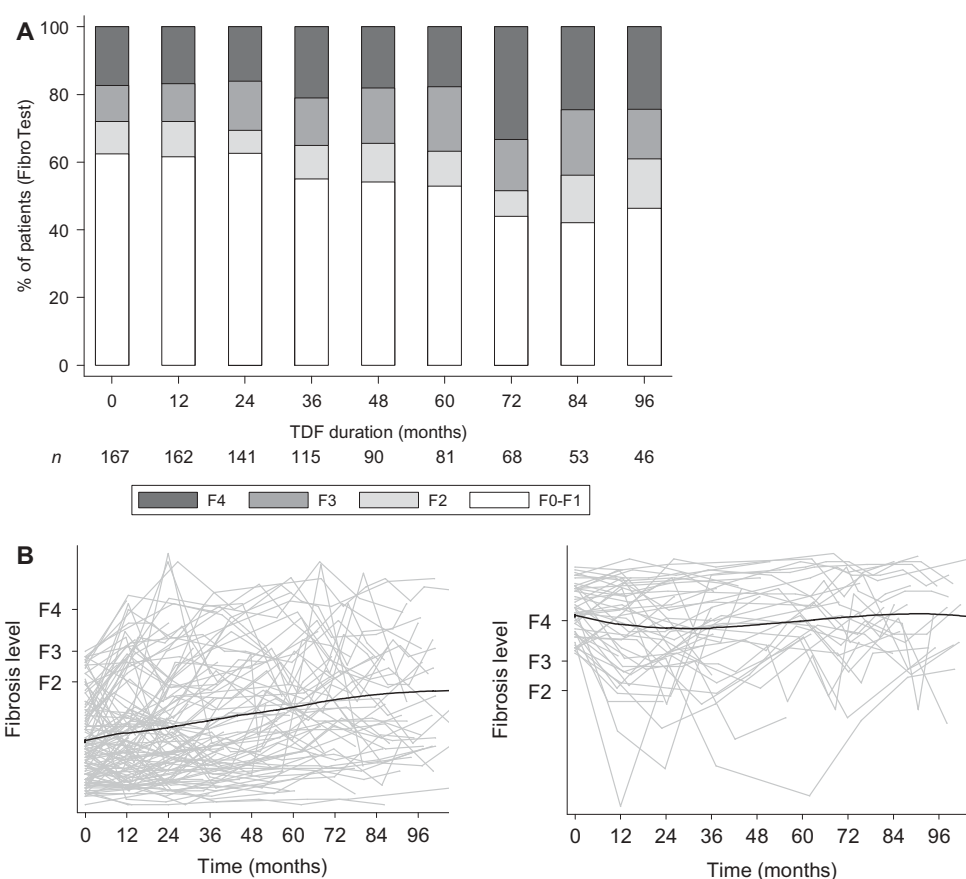 A
% of patients (FibroTest)
100
80
60
40
20
0
0 12 24 36 48 60 72 84 96
TDF duration (months)
n 167 162 141 115 90 81 68 53 46
F4 F3 F2 F0-F1
B
Fibrosis level
F4
F3
F2
0 12 24 36 48 60 72 84 96
Time (months)
Fibrosis level
F4
F3
F2
0 12 24 36 48 60 72 84 96
Time (months)